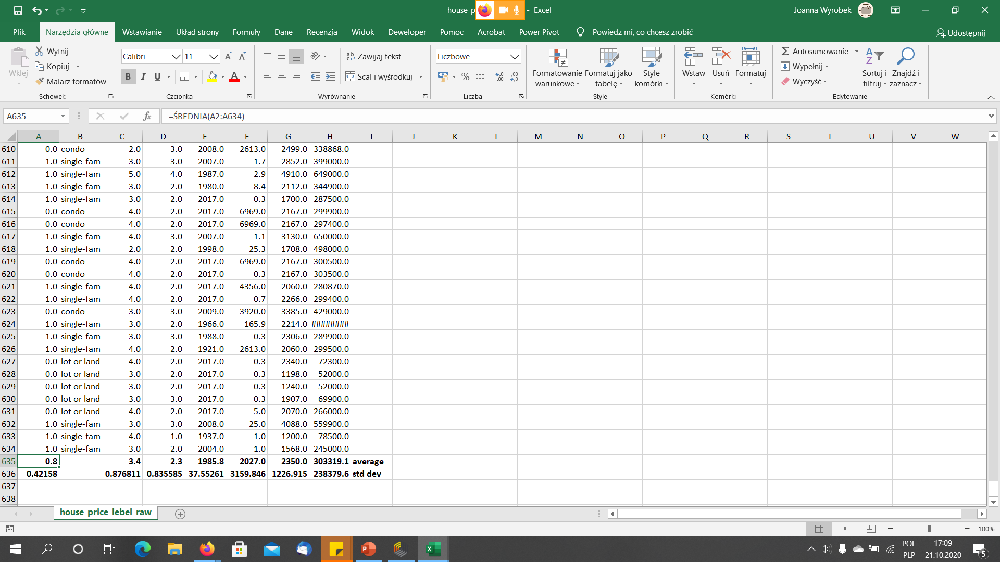 house_p - Excel
Joanna Wyrobek
Plik Narzędzia główne Wstawianie Układ strony Formuły Dane Recenzja Widok Deweloper Pomoc Acrobat Power Pivot Powiedz mi, co chcesz zrobić Udostępnij
Wklej
Wytnij
Kopiuj
Malarz formatów
Schowek
Calibri 11
B I U
Czcionka
Zawijaj tekst
Scal i wyśrodkuj
Wyrównanie
Liczbowe
% 000
Liczba
Formatowanie warunkowe
Formatuj jako tabelę
Style komórki
Style
Wstaw Usuń Formatuj
Komórki
Autosumowanie
Wypełnij
Wyczyść
Sortuj i filtruj
Znajdź i zaznacz
Edytowanie
A635 fx =ŚREDNIA(A2:A634)
A B C D E F G H I J K L M N O P Q R S T U V W
610 0.0 condo 2.0 3.0 2008.0 2613.0 2499.0 338868.0
611 1.0 single-fam 3.0 3.0 2007.0 1.7 2852.0 399000.0
612 1.0 single-fam 5.0 4.0 1987.0 2.9 4910.0 649000.0
613 1.0 single-fam 3.0 2.0 1980.0 8.4 2112.0 344900.0
614 1.0 single-fam 3.0 2.0 2017.0 0.3 1700.0 287500.0
615 0.0 condo 4.0 2.0 2017.0 6969.0 2167.0 299900.0
616 0.0 condo 4.0 2.0 2017.0 6969.0 2167.0 297400.0
617 1.0 single-fam 4.0 3.0 2007.0 1.1 3130.0 650000.0
618 1.0 single-fam 2.0 2.0 1998.0 25.3 1708.0 498000.0
619 0.0 condo 4.0 2.0 2017.0 6969.0 2167.0 300500.0
620 0.0 condo 4.0 2.0 2017.0 0.3 2167.0 303500.0
621 1.0 single-fam 4.0 2.0 2017.0 4356.0 2060.0 280870.0
622 1.0 single-fam 4.0 2.0 2017.0 0.7 2266.0 299400.0
623 0.0 condo 3.0 3.0 2009.0 3920.0 3385.0 429000.0
624 1.0 single-fam 3.0 2.0 1966.0 165.9 2214.0 ########
625 1.0 single-fam 3.0 3.0 1988.0 0.3 2306.0 289900.0
626 1.0 single-fam 4.0 2.0 1921.0 2613.0 2060.0 299500.0
627 0.0 lot or land 4.0 2.0 2017.0 0.3 2340.0 72300.0
628 0.0 lot or land 3.0 2.0 2017.0 0.3 1198.0 52000.0
629 0.0 lot or land 3.0 2.0 2017.0 0.3 1240.0 52000.0
630 0.0 lot or land 3.0 3.0 2017.0 0.3 1907.0 69900.0
631 0.0 lot or land 4.0 2.0 2017.0 5.0 2070.0 266000.0
632 1.0 single-fam 3.0 3.0 2008.0 25.0 4088.0 559900.0
633 1.0 single-fam 4.0 1.0 1937.0 1.0 1200.0 78500.0
634 1.0 single-fam 3.0 2.0 2004.0 1.0 1568.0 245000.0
635 0.8 3.4 2.3 1985.8 2027.0 2350.0 303319.1 average
636 0.42158 0.876811 0.835585 37.55261 3159.846 1226.915 238379.6 std dev
637
638
house_price_lebel_raw
100%
POL
PLP
17:09
21.10.2020
5